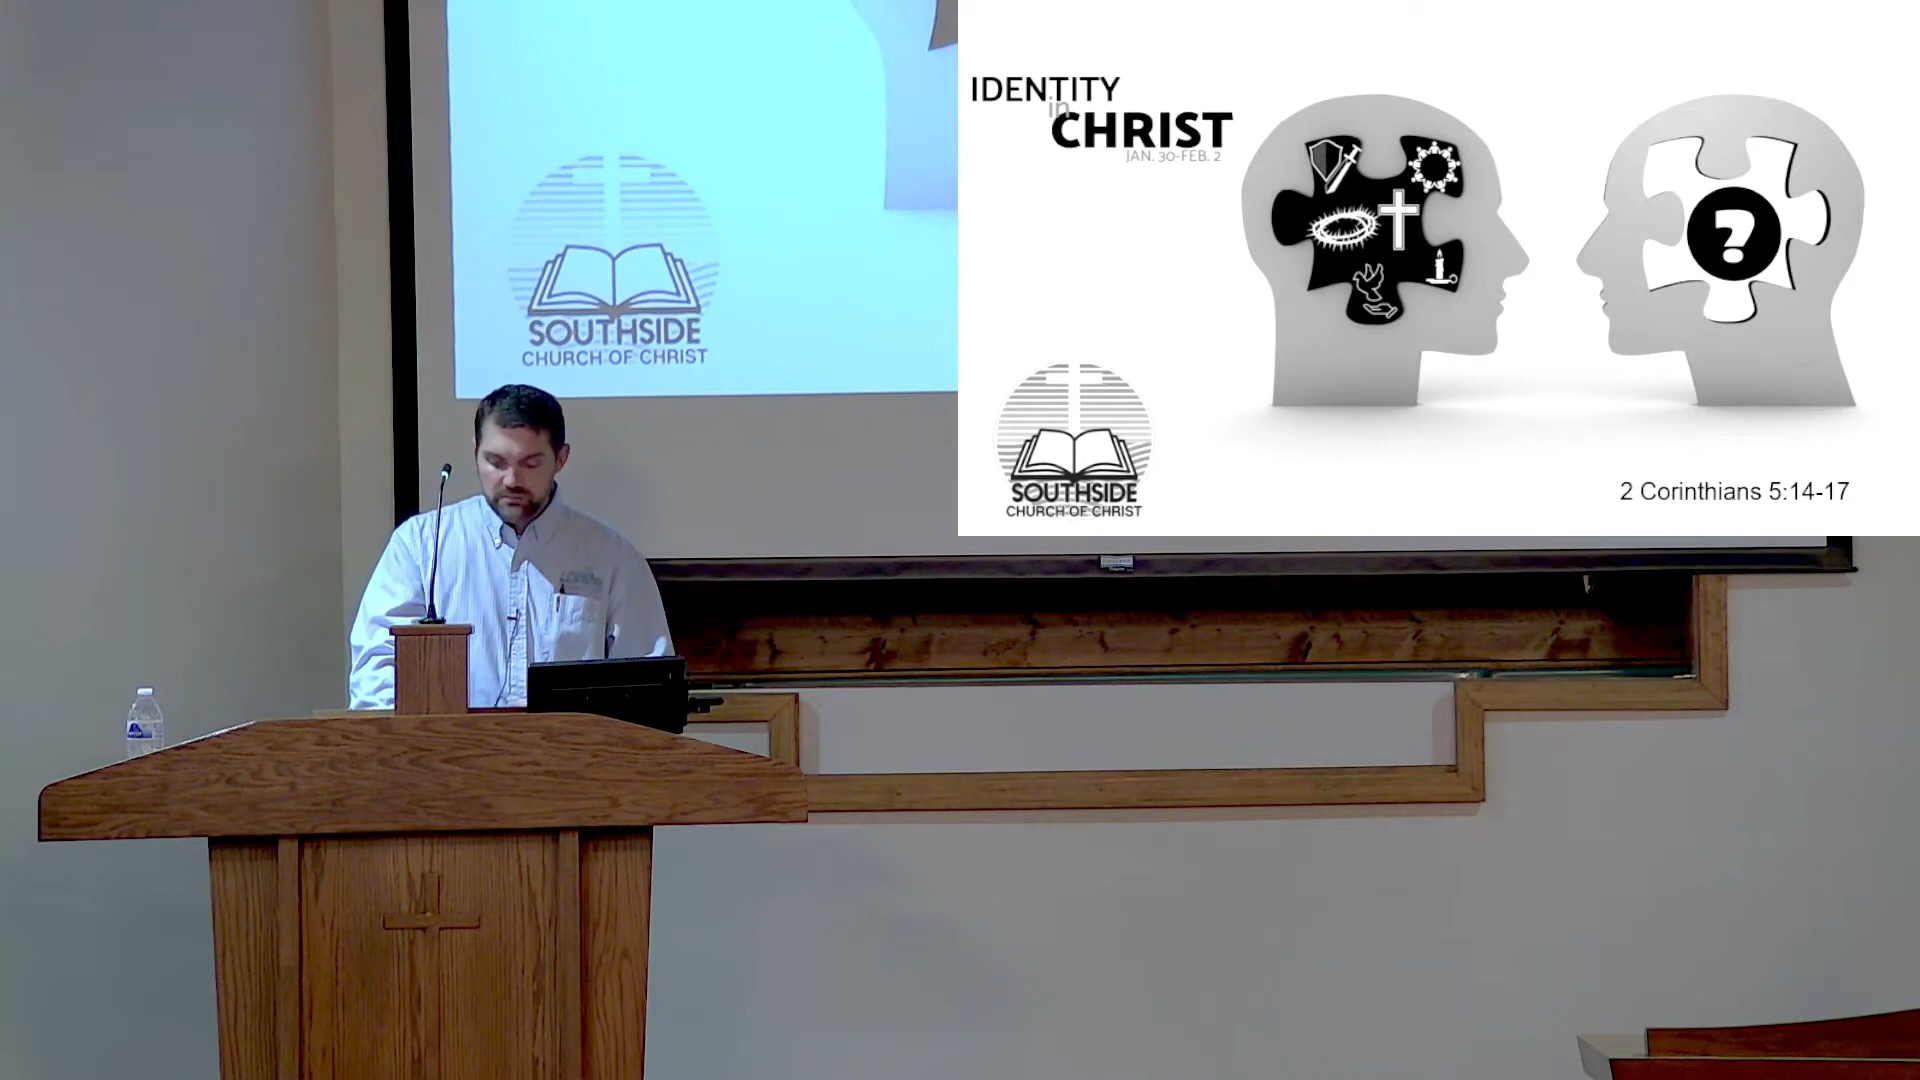 SOUTHSIDE
CHURCH OF CHRIST
IDENTITY
in
CHRIST
JAN. 30-FEB. 2
?
SOUTHSIDE
CHURCH OF CHRIST
2 Corinthians 5:14-17